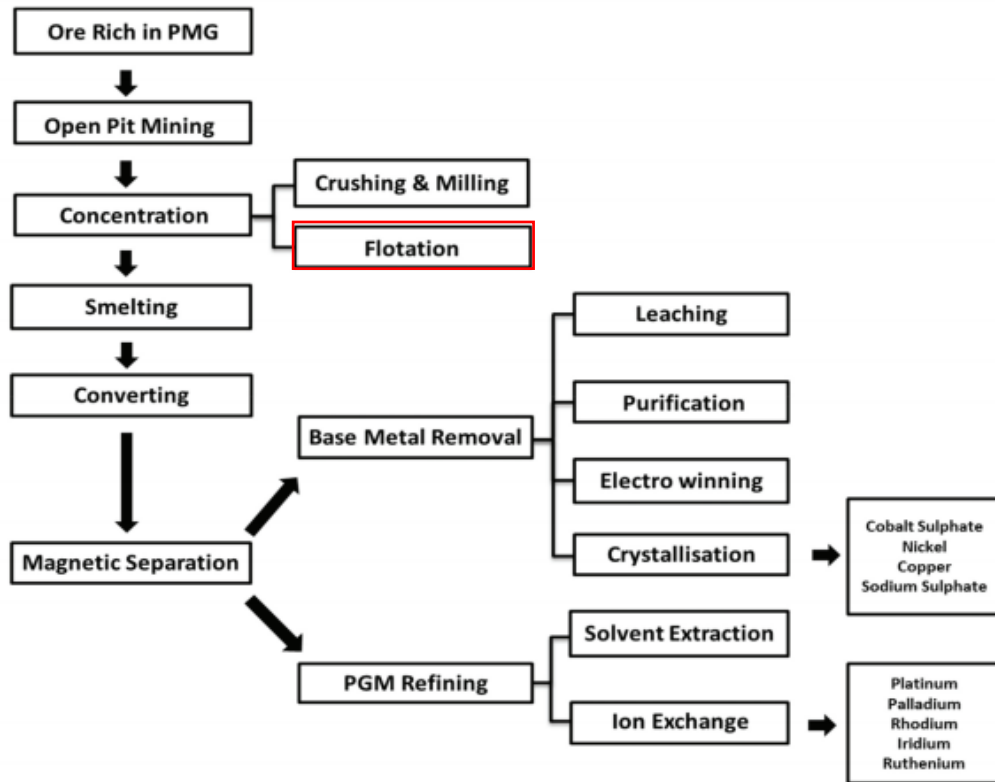 Ore Rich in PMG
Open Pit Mining
Concentration
Crushing & Milling
Flotation
Smelting
Converting
Magnetic Separation
Base Metal Removal
Leaching
Purification
Electro winning
Crystallisation
Cobalt Sulphate
Nickel
Copper
Sodium Sulphate
PGM Refining
Solvent Extraction
Ion Exchange
Platinum
Palladium
Rhodium
Iridium
Ruthenium